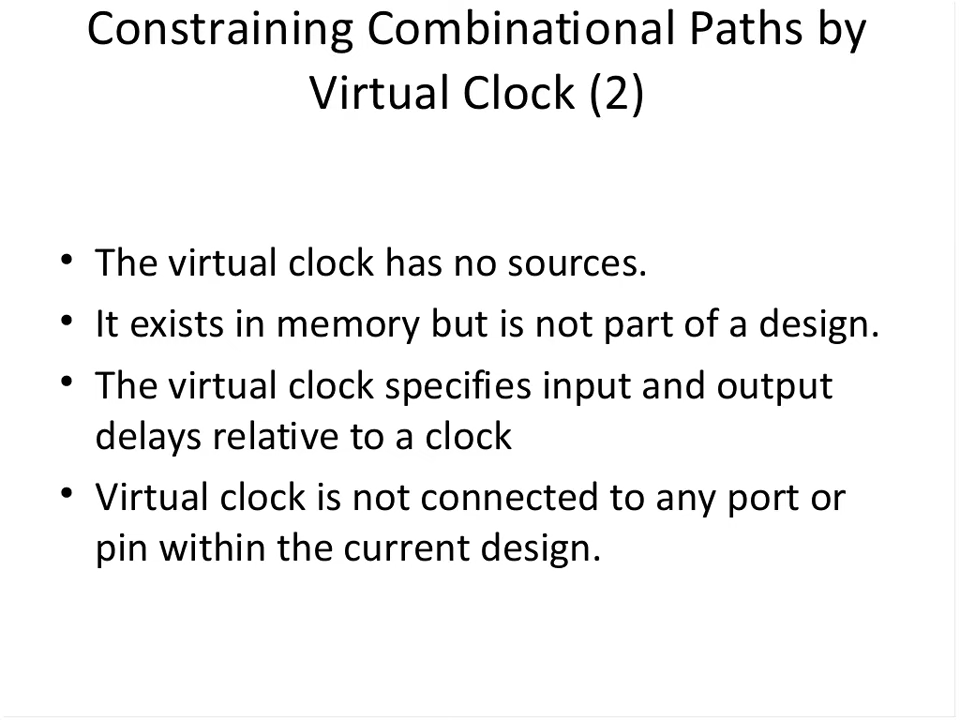 Constraining Combinational Paths by
Virtual Clock (2)
• The virtual clock has no sources.
• It exists in memory but is not part of a design.
• The virtual clock specifies input and output
delays relative to a clock
• Virtual clock is not connected to any port or
pin within the current design.